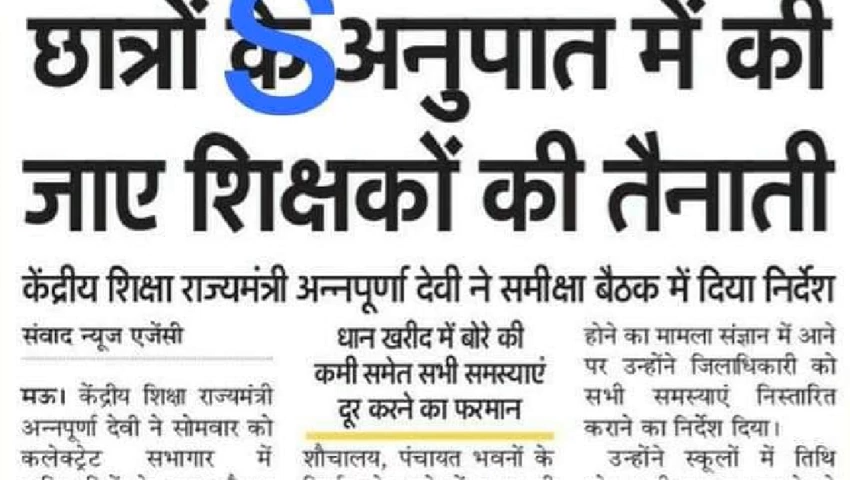 छात्रों के अनुपात में की
S
जाए शिक्षकों की तैनाती
केंद्रीय शिक्षा राज्यमंत्री अन्नपूर्णा देवी ने समीक्षा बैठक में दिया निर्देश
संवाद न्यूज एजेंसी
मऊ। केंद्रीय शिक्षा राज्यमंत्री
अन्नपूर्णा देवी ने सोमवार को
कलेक्ट्रेट सभागार में
धान खरीद में बोरे की
कमी समेत सभी समस्याएं
दूर करने का फरमान
शौचालय, पंचायत भवनों के
होने का मामला संज्ञान में आने
पर उन्होंने जिलाधिकारी को
सभी समस्याएं निस्तारित
कराने का निर्देश दिया।
उन्होंने स्कूलों में तिथि